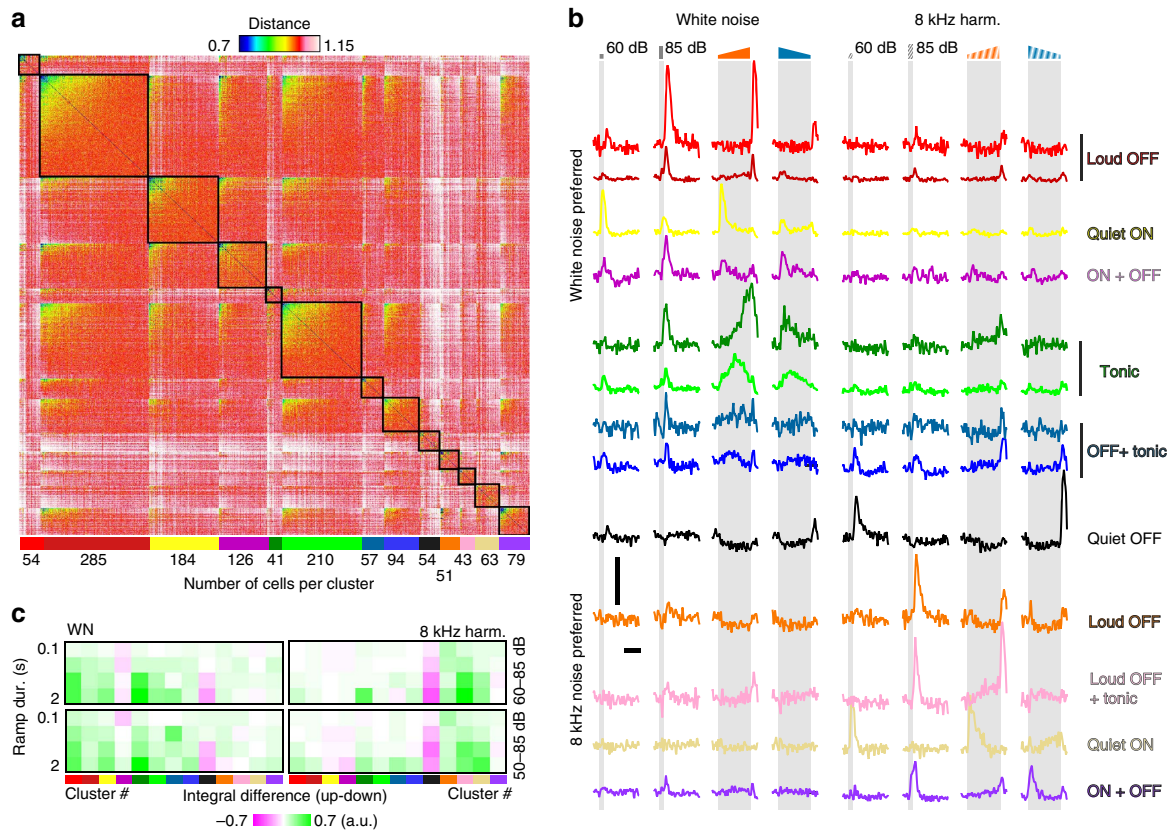 a
Distance
0.7 1.15
54 285 184 126 41 210 57 94 54 51 43 63 79
Number of cells per cluster
b
White noise 8 kHz harm.
60 dB 85 dB 60 dB 85 dB
White noise preferred
8 kHz noise preferred
Loud OFF
Quiet ON
ON + OFF
Tonic
OFF+ tonic
Quiet OFF
Loud OFF
Loud OFF
+ tonic
Quiet ON
ON + OFF
c
WN 8 kHz harm.
Ramp dur. (s)
0.1
2
0.1
2
60–85 dB
50–85 dB
Cluster # Integral difference (up-down) Cluster #
–0.7 0.7 (a.u.)